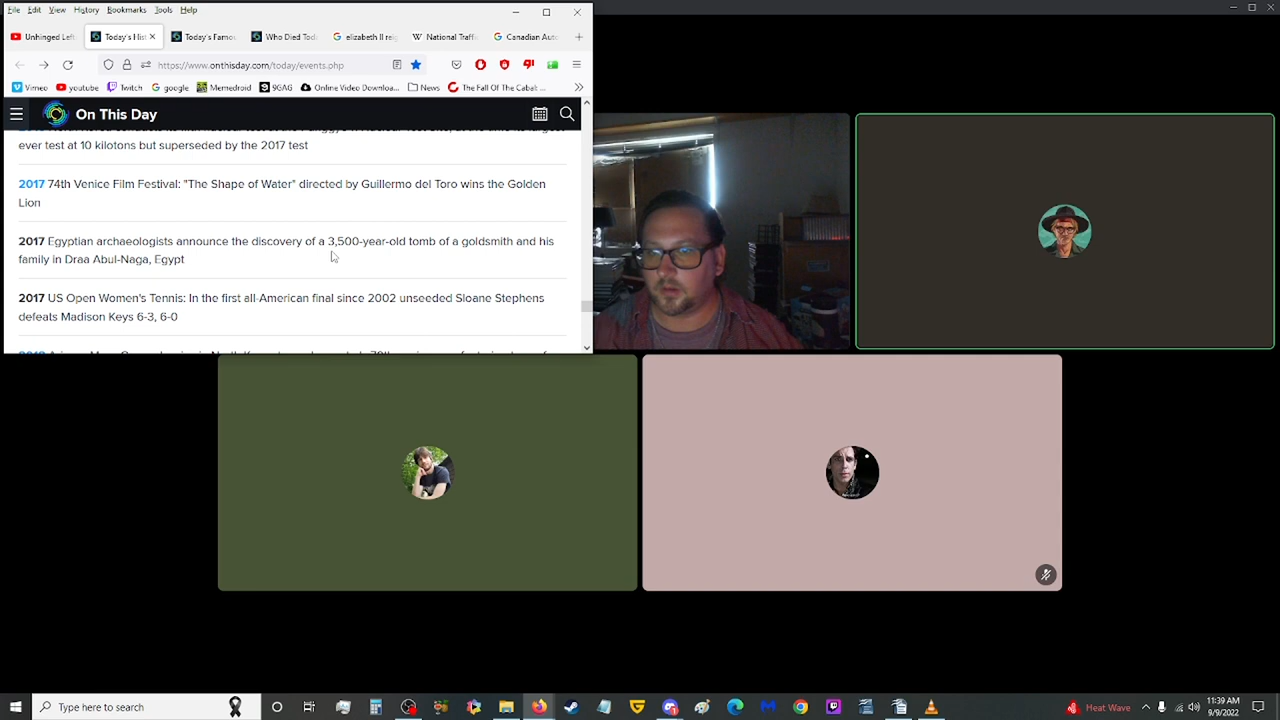 File Edit View History Bookmarks Tools Help
Unhinged Left
Today's Hist
Today's Famou
Who Died Toda
elizabeth ll rei
National Traffi
Canadian Auto
https://www.onthisday.com/today/events.php
Vimeo youtube Twitch google Memedroid 9GAG Online Video Downloa... News The Fall Of The Cabal: ...
On This Day
ever test at 10 kilotons but superseded by the 2017 test
2017 74th Venice Film Festival: "The Shape of Water" directed by Guillermo del Toro wins the Golden
Lion
2017 Egyptian archaeologists announce the discovery of a 3,500-year-old tomb of a goldsmith and his
family in Draa Abul-Naga, Egypt
2017 US Open Women's Tennis: In the first all-American final since 2002 unseeded Sloane Stephens
defeats Madison Keys 6-3, 6-0
Type here to search
Heat Wave
11:39 AM
9/9/2022